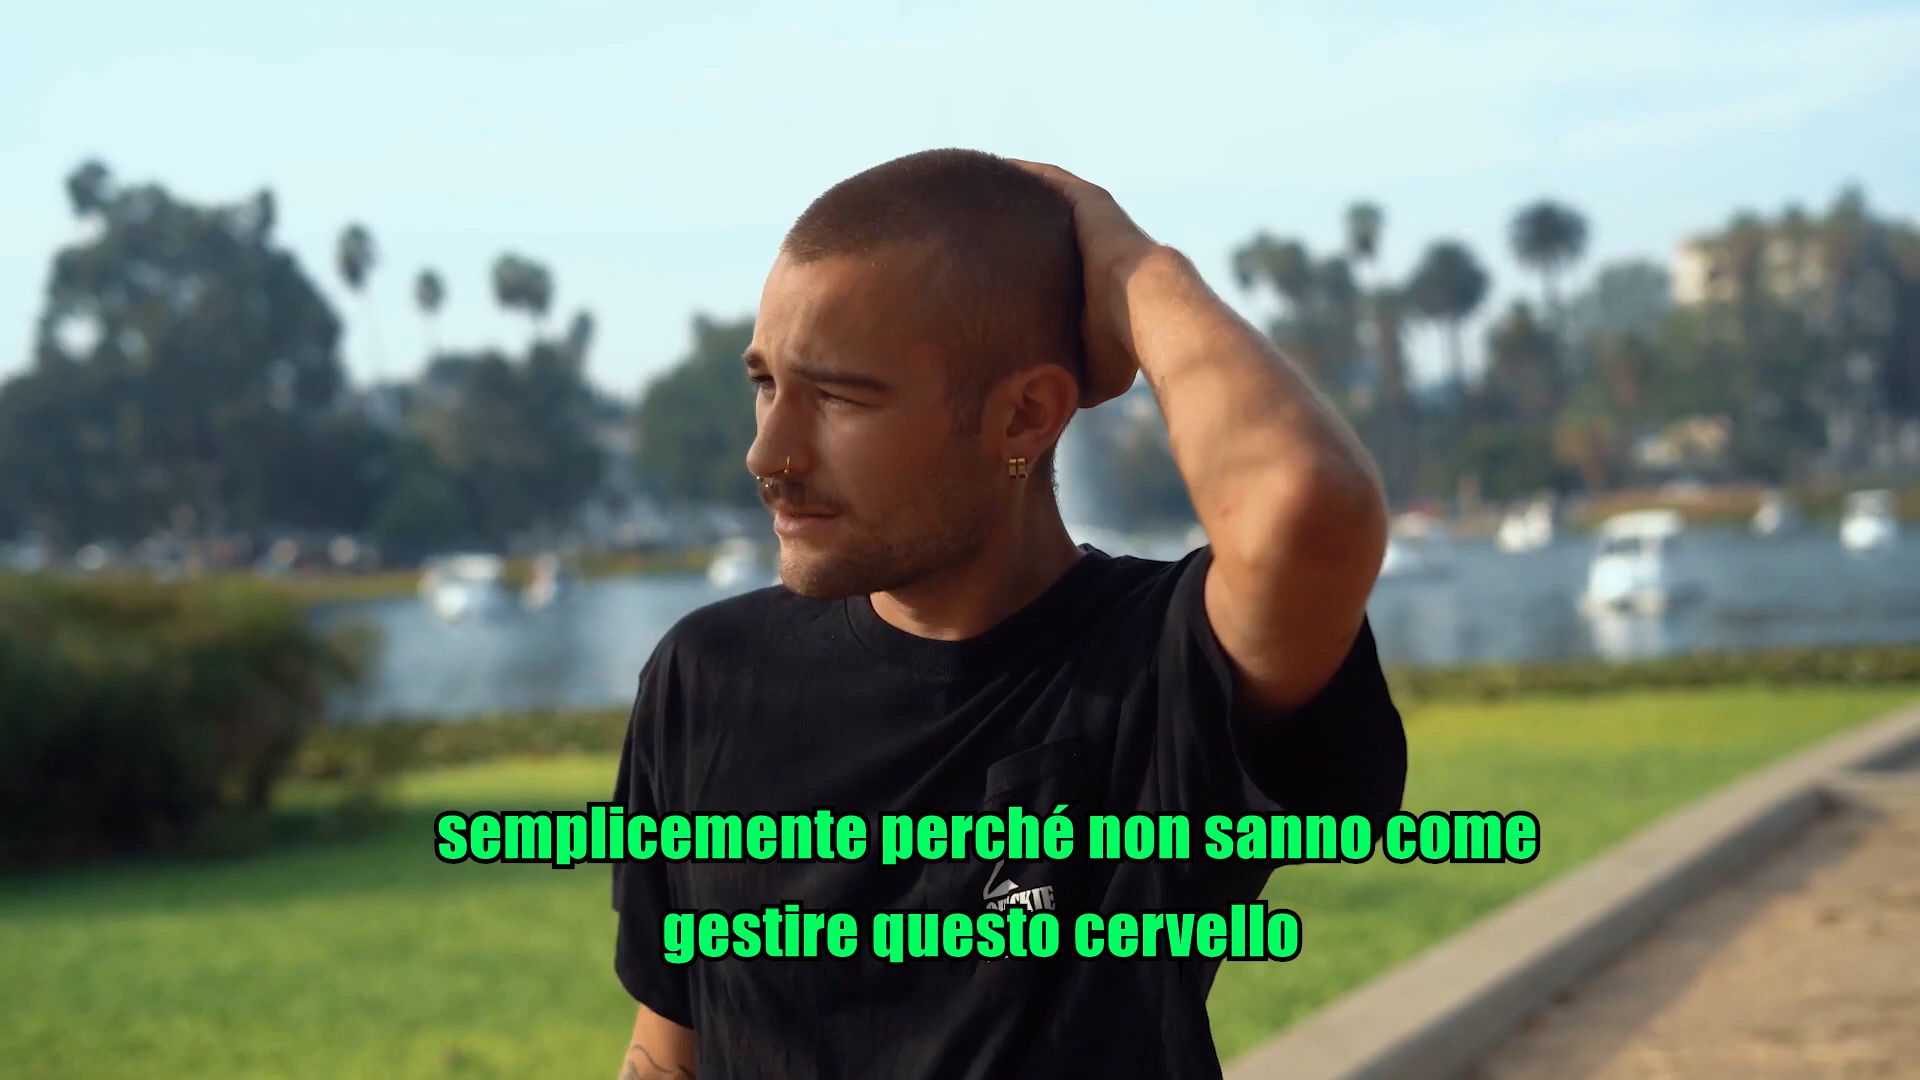 semplicemente perché non sanno come
gestire questo cervello